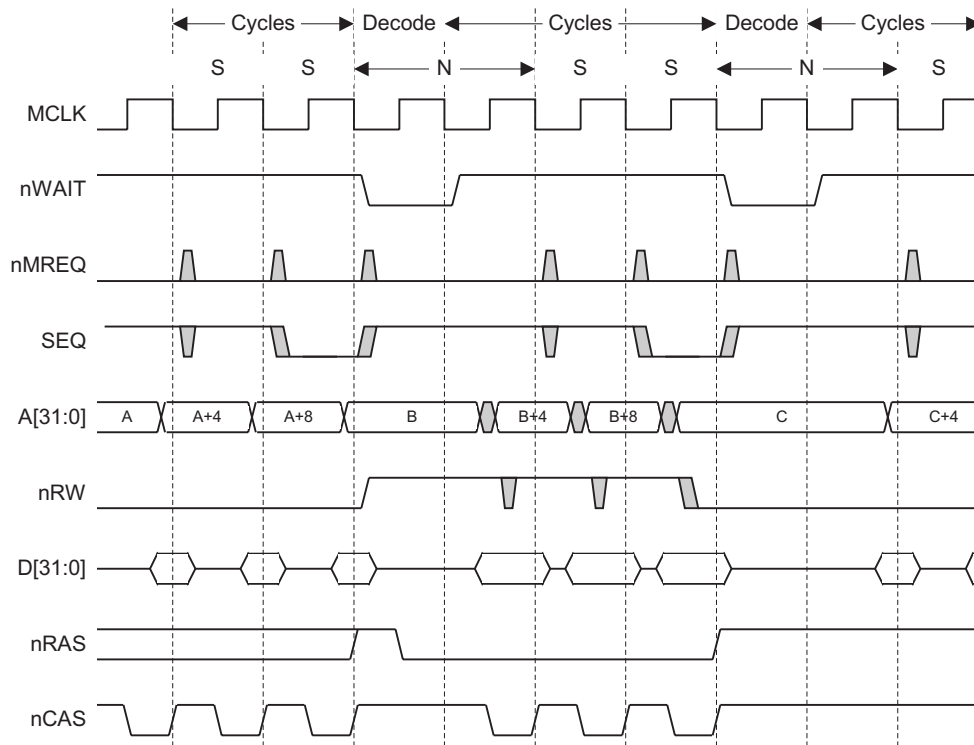 Cycles Decode Cycles Decode Cycles
S S N S S N S
MCLK
nWAIT
nMREQ
SEQ
A[31:0] A A+4 A+8 B B+4 B+8 C C+4
nRW
D[31:0]
nRAS
nCAS